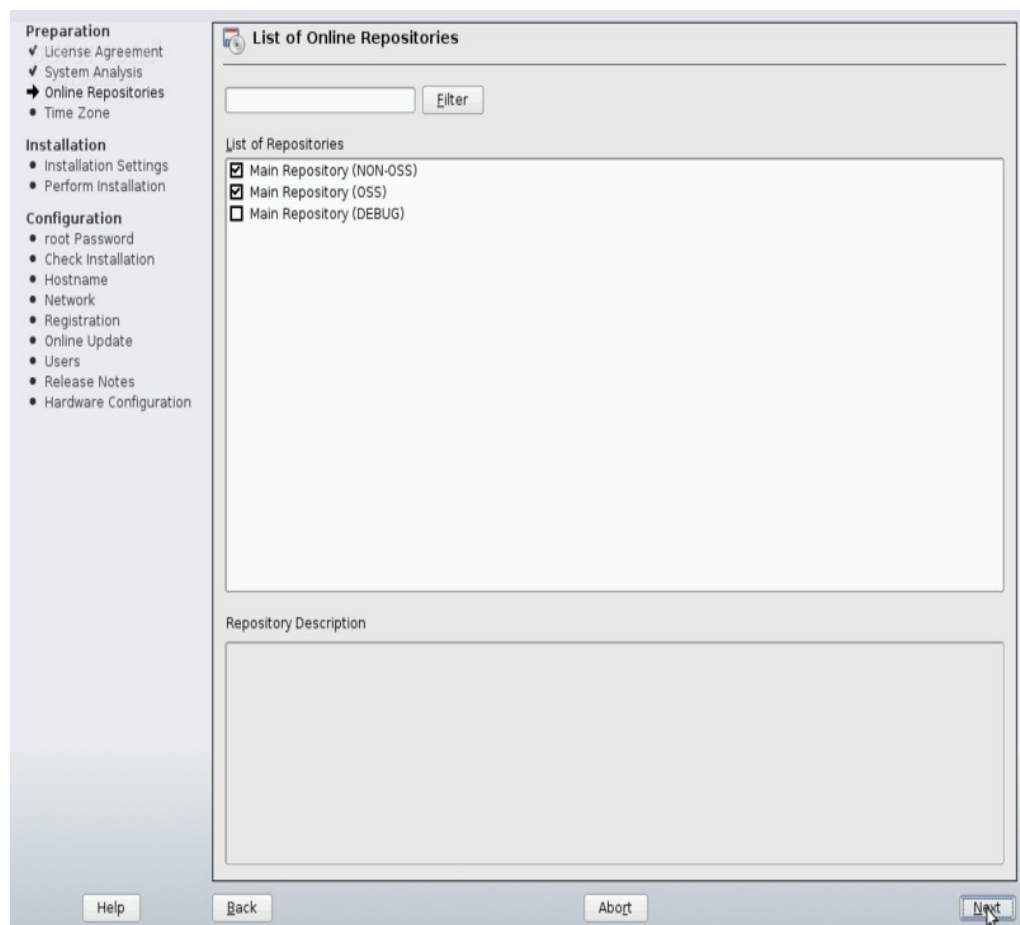 Preparation
License Agreement
System Analysis
Online Repositories
Time Zone
Installation
Installation Settings
Perform Installation
Configuration
root Password
Check Installation
Hostname
Network
Registration
Online Update
Users
Release Notes
Hardware Configuration
List of Online Repositories
Filter
List of Repositories
Main Repository (NON-OSS)
Main Repository (OSS)
Main Repository (DEBUG)
Repository Description
Help
Back
Abort
Next